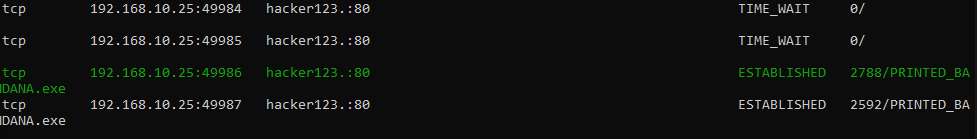 tcp 192.168.10.25:49984 hacker123.:80 TIME_WAIT 0/
tcp 192.168.10.25:49985 hacker123.:80 TIME_WAIT 0/
tcp 192.168.10.25:49986 hacker123.:80 ESTABLISHED 2788/PRINTED_BA
NDANA.exe
tcp 192.168.10.25:49987 hacker123.:80 ESTABLISHED 2592/PRINTED_BA
NDANA.exe